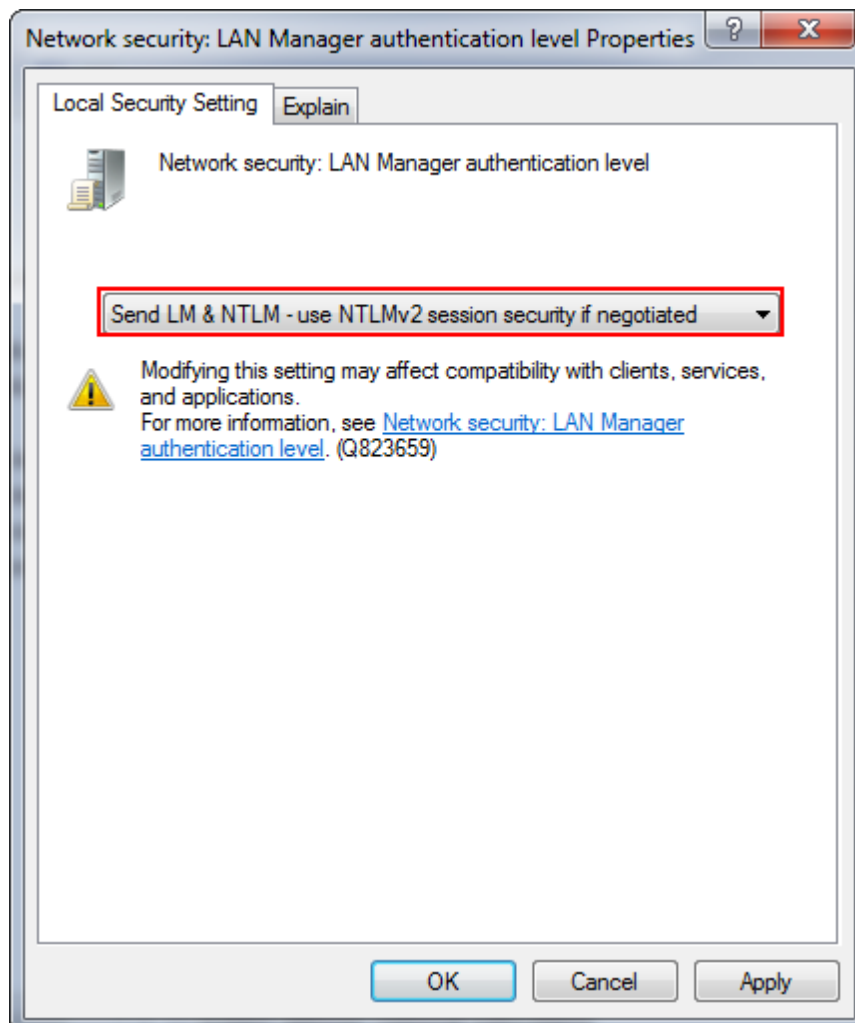 Network security: LAN Manager authentication level Properties
Local Security Setting
Explain
Network security: LAN Manager authentication level
Send LM & NTLM - use NTLMv2 session security if negotiated
Modifying this setting may affect compatibility with clients, services,
and applications.
For more information, see Network security: LAN Manager
authentication level. (Q823659)
OK
Cancel
Apply